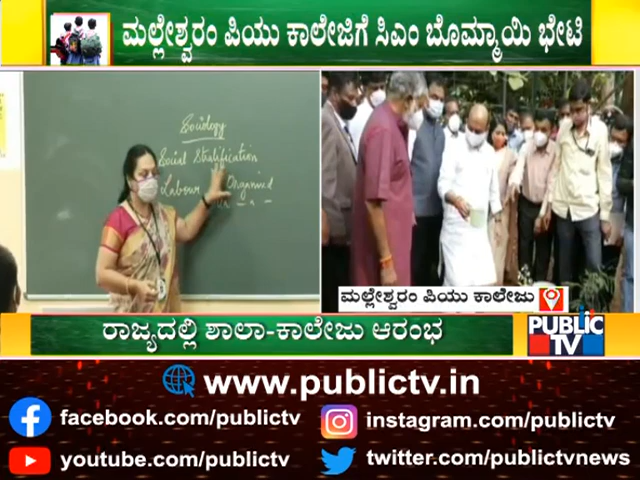 ಮಲ್ಲೇಶ್ವರಂ ಪಿಯು ಕಾಲೇಜಿಗೆ ಸಿಎಂ ಬೊಮ್ಮಾಯಿ ಭೇಟಿ
Sociology
Social Stratification
Labour
Organised
ಮಲ್ಲೇಶ್ವರಂ ಪಿಯು ಕಾಲೇಜು
ರಾಜ್ಯದಲ್ಲಿ ಶಾಲಾ-ಕಾಲೇಜು ಆರಂಭ
PUBLIC
TV
www.publictv.in
facebook.com/publictv
instagram.com/publictv
youtube.com/publictv
twitter.com/publictvnews